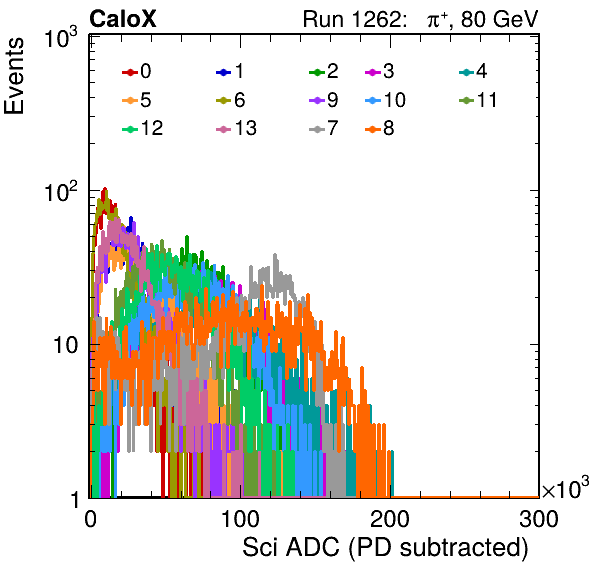 CaloX Run 1262: π⁺, 80 GeV
Events
10³
0 1 2 3 4
5 6 9 10 11
12 13 7 8
10²
10
1
0 100 200 300
×10³
Sci ADC (PD subtracted)